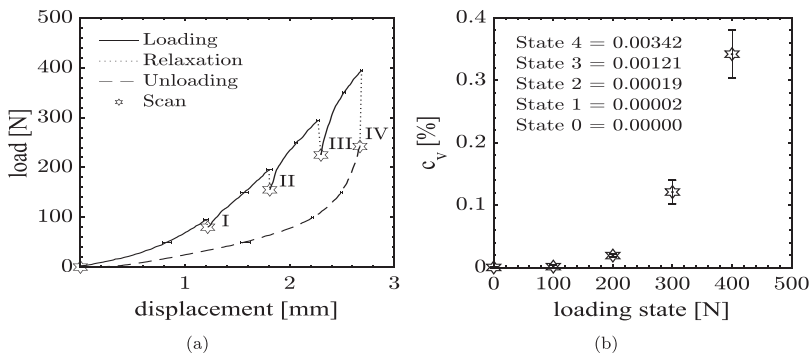 500
400
300
200
100
0
load [N]
Loading
Relaxation
Unloading
Scan
I
II
III
IV
0
1
2
3
displacement [mm]
(a)
0.4
0.3
0.2
0.1
0
c_v [%]
State 4 = 0.00342
State 3 = 0.00121
State 2 = 0.00019
State 1 = 0.00002
State 0 = 0.00000
0
100
200
300
400
500
loading state [N]
(b)